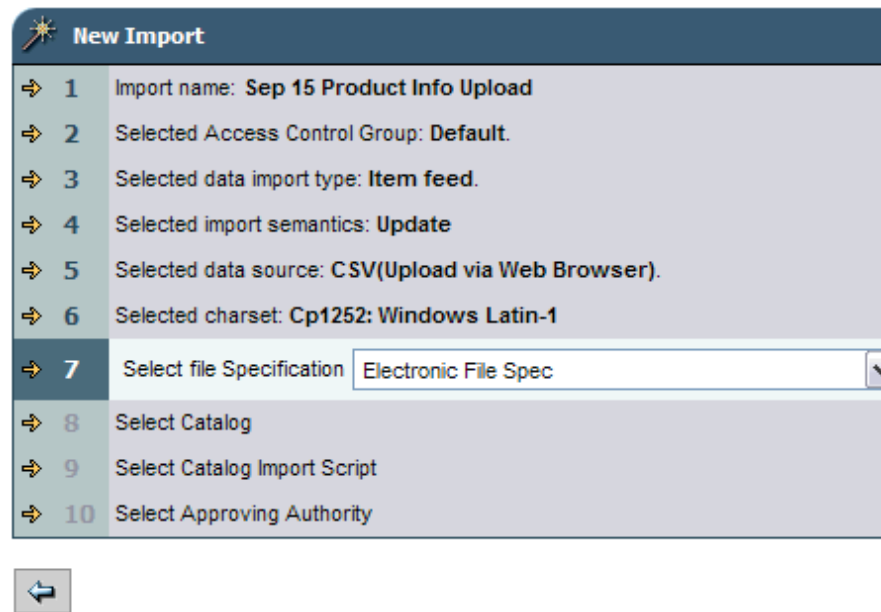 New Import
1 Import name: Sep 15 Product Info Upload
2 Selected Access Control Group: Default.
3 Selected data import type: Item feed.
4 Selected import semantics: Update
5 Selected data source: CSV(Upload via Web Browser).
6 Selected charset: Cp1252: Windows Latin-1
7 Select file Specification Electronic File Spec
8 Select Catalog
9 Select Catalog Import Script
10 Select Approving Authority